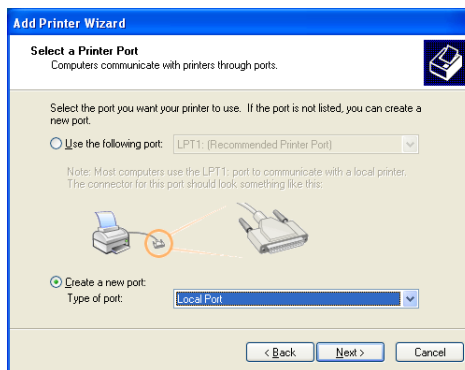 Add Printer Wizard
Select a Printer Port
Computers communicate with printers through ports.
Select the port you want your printer to use.  If the port is not listed, you can create a
new port.
Use the following port:
LPT1: (Recommended Printer Port)
Note: Most computers use the LPT1: port to communicate with a local printer.
The connector for this port should look something like this:
Create a new port:
Type of port:
Local Port
< Back
Next >
Cancel